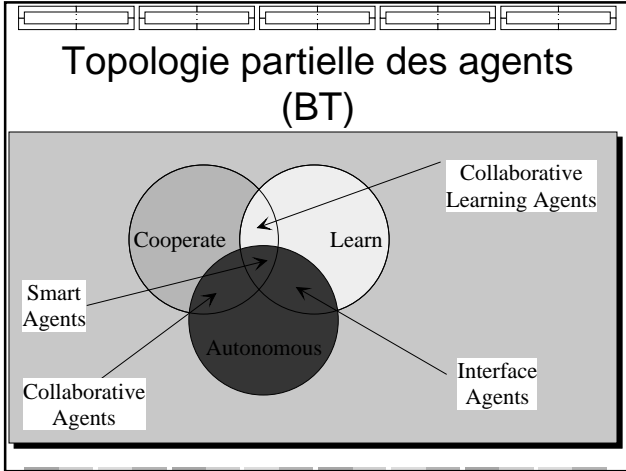 Topologie partielle des agents
(BT)
Collaborative
Learning Agents
Cooperate
Learn
Smart
Agents
Autonomous
Interface
Agents
Collaborative
Agents